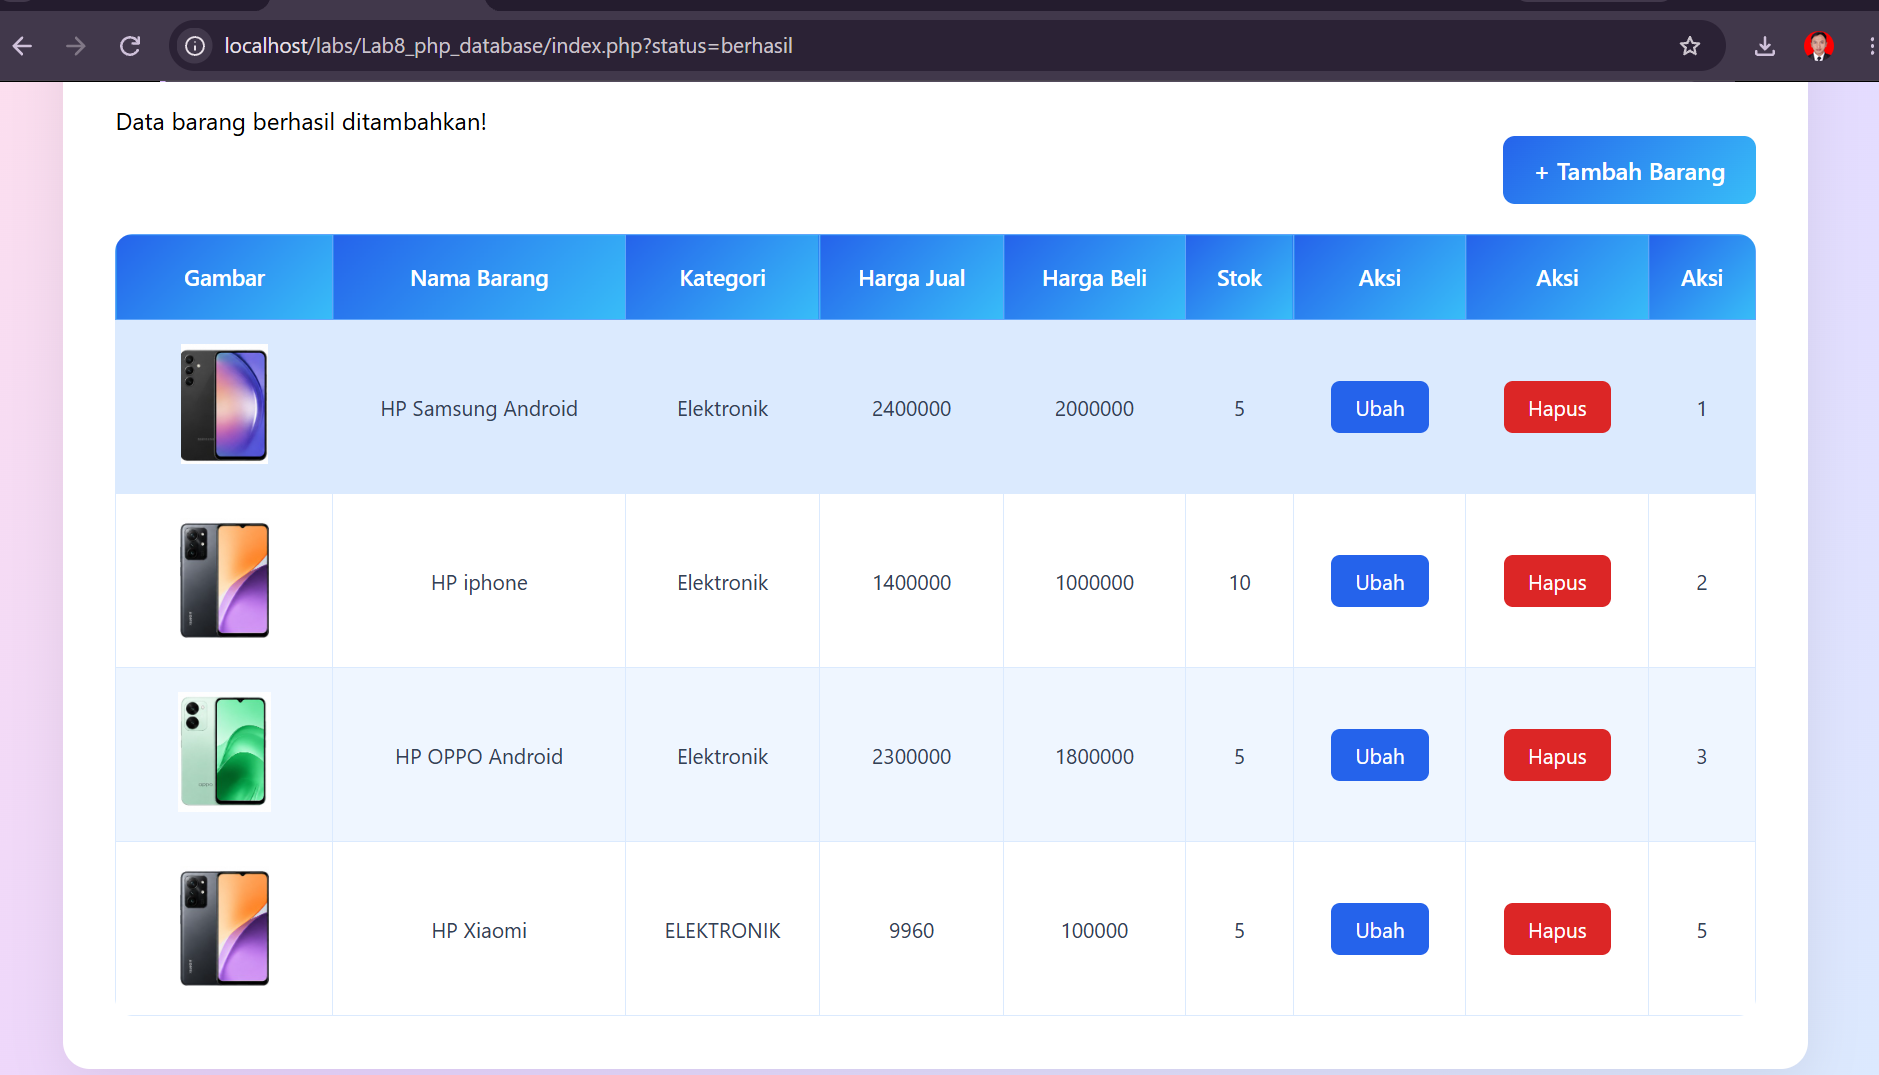 localhost/labs/Lab8_php_database/index.php?status=berhasil
Data barang berhasil ditambahkan!
+ Tambah Barang
Gambar Nama Barang Kategori Harga Jual Harga Beli Stok Aksi Aksi Aksi
HP Samsung Android Elektronik 2400000 2000000 5 Ubah Hapus 1
HP iphone Elektronik 1400000 1000000 10 Ubah Hapus 2
HP OPPO Android Elektronik 2300000 1800000 5 Ubah Hapus 3
HP Xiaomi ELEKTRONIK 9960 100000 5 Ubah Hapus 5